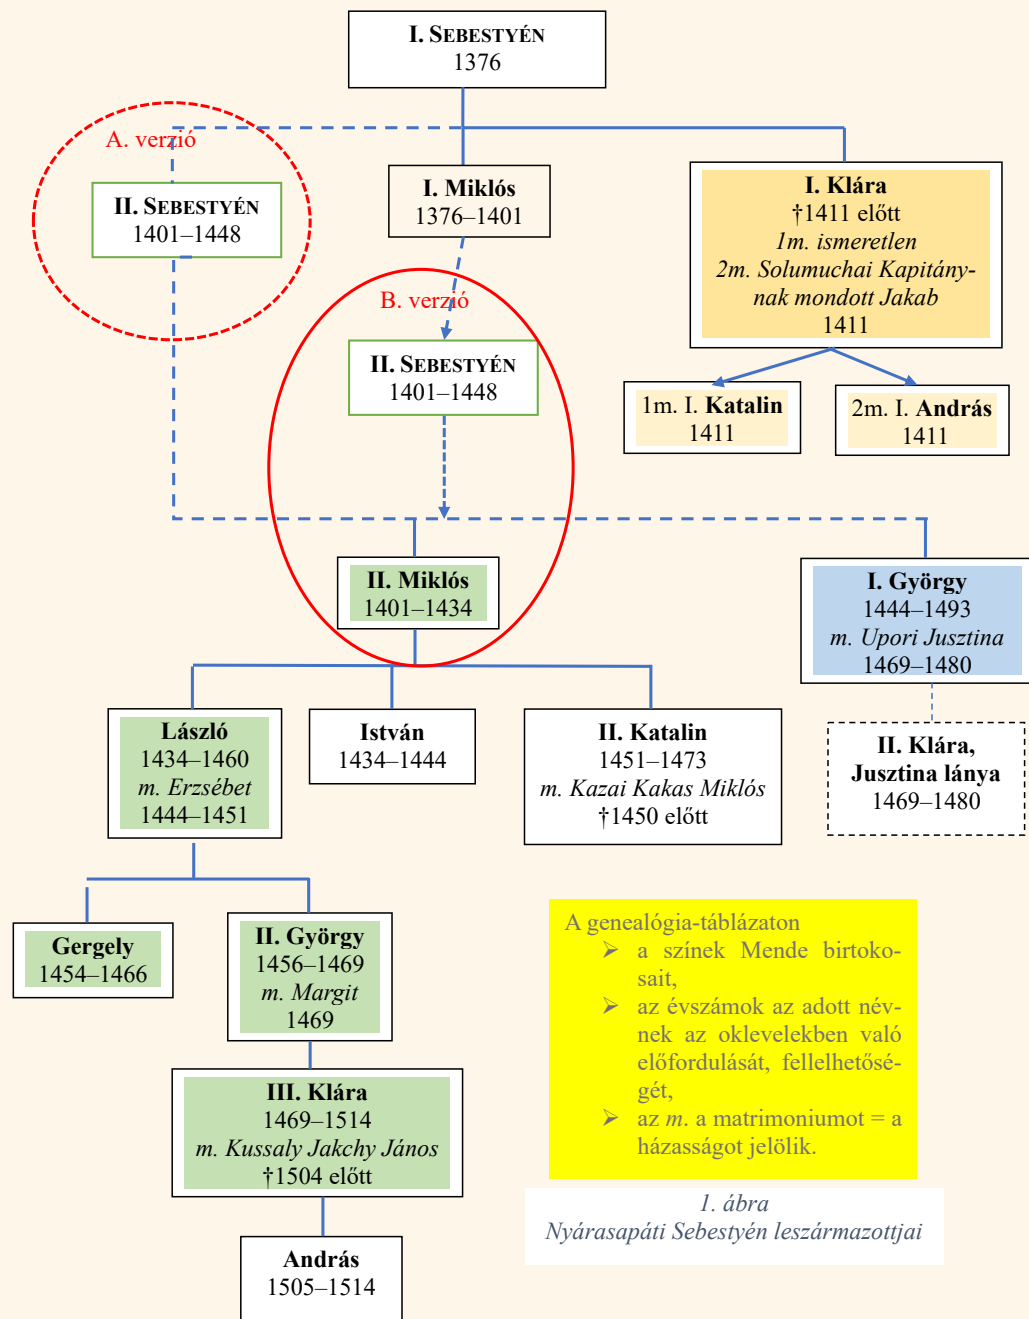 I. SEBESTYÉN
1376
A. verzió
II. SEBESTYÉN
1401–1448
I. Miklós
1376–1401
I. Klára
†1411 előtt
1m. ismeretlen
2m. Solumuchai Kapitány-
nak mondott Jakab
1411
B. verzió
II. SEBESTYÉN
1401–1448
1m. I. Katalin
1411
2m. I. András
1411
II. Miklós
1401–1434
I. György
1444–1493
m. Upori Jusztina
1469–1480
László
1434–1460
m. Erzsébet
1444–1451
István
1434–1444
II. Katalin
1451–1473
m. Kazai Kakas Miklós
†1450 előtt
II. Klára,
Jusztina lánya
1469–1480
Gergely
1454–1466
II. György
1456–1469
m. Margit
1469
III. Klára
1469–1514
m. Kussaly Jakchy János
†1504 előtt
András
1505–1514
A genealógia-táblázaton
➢ a színek Mende birtoko-
sait,
➢ az évszámok az adott név-
nek az oklevelekben való
előfordulását, fellelhetősé-
gét,
➢ az m. a matrimoniumot = a
házasságot jelölik.
1. ábra
Nyárasapáti Sebestyén leszármazottjai